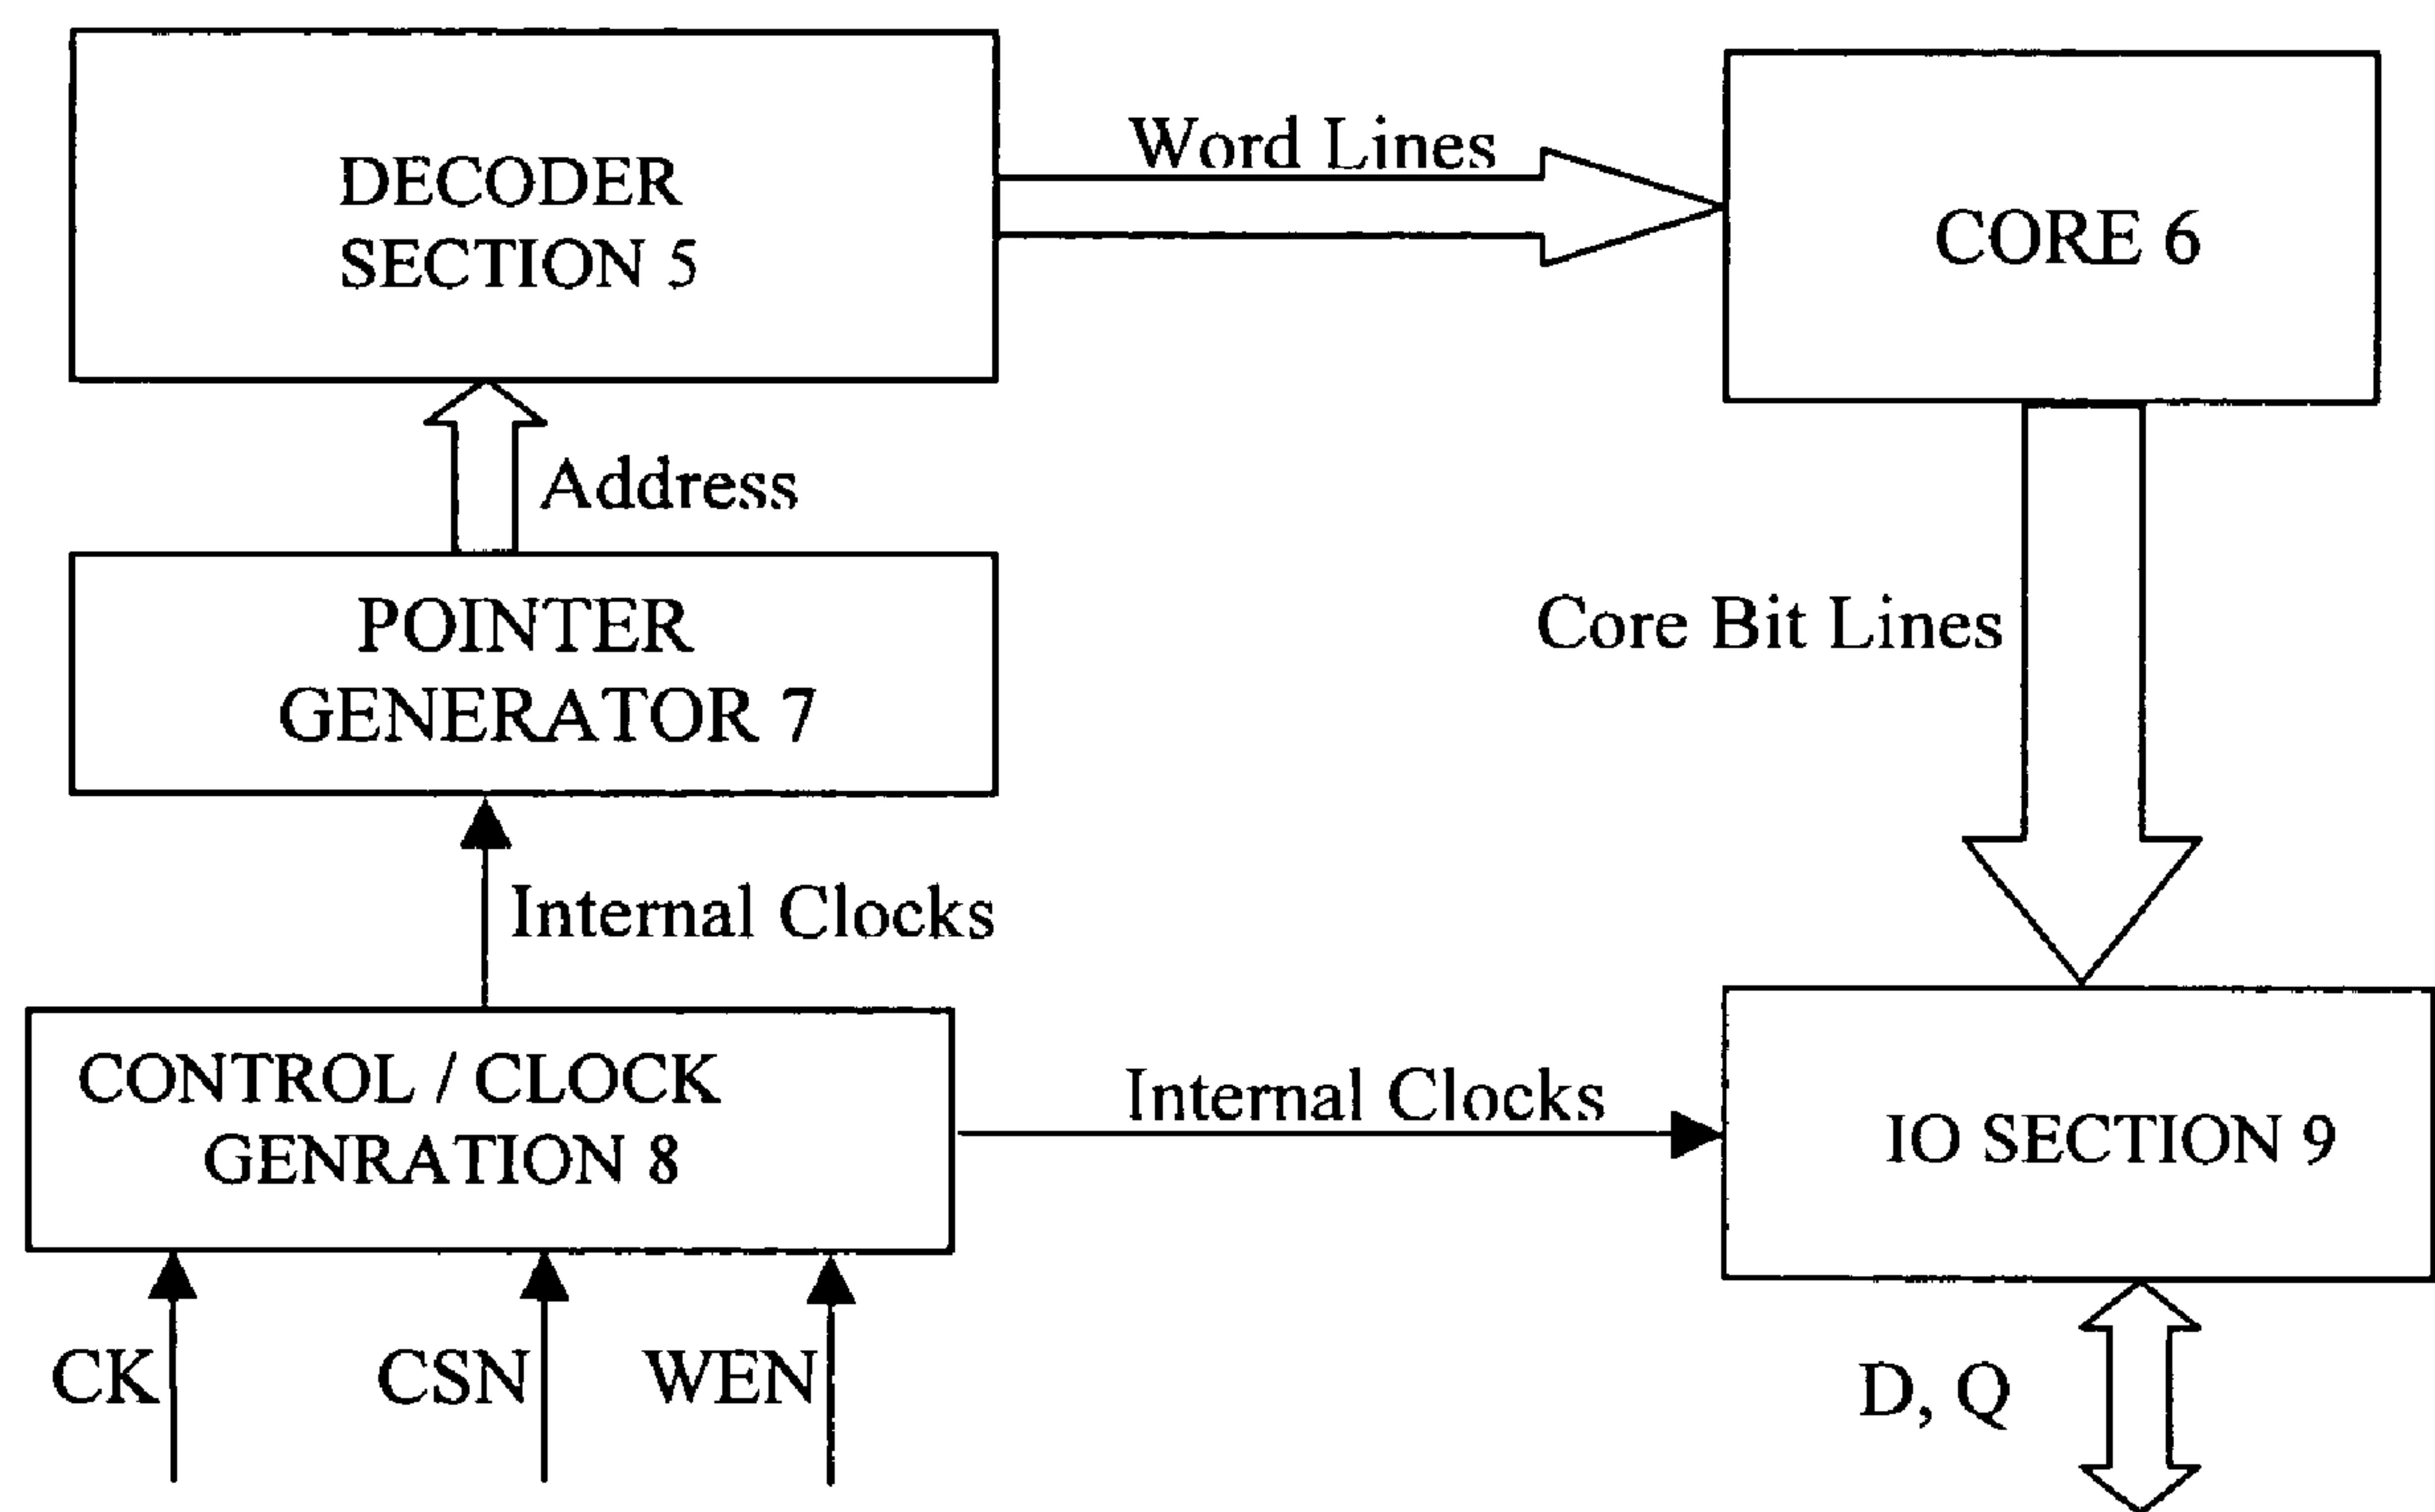 DECODER
SECTION 5
Word Lines
CORE 6
Address
POINTER
GENERATOR 7
Core Bit Lines
Internal Clocks
CONTROL / CLOCK
GENRATION 8
Internal Clocks
IO SECTION 9
CK
CSN
WEN
D, Q